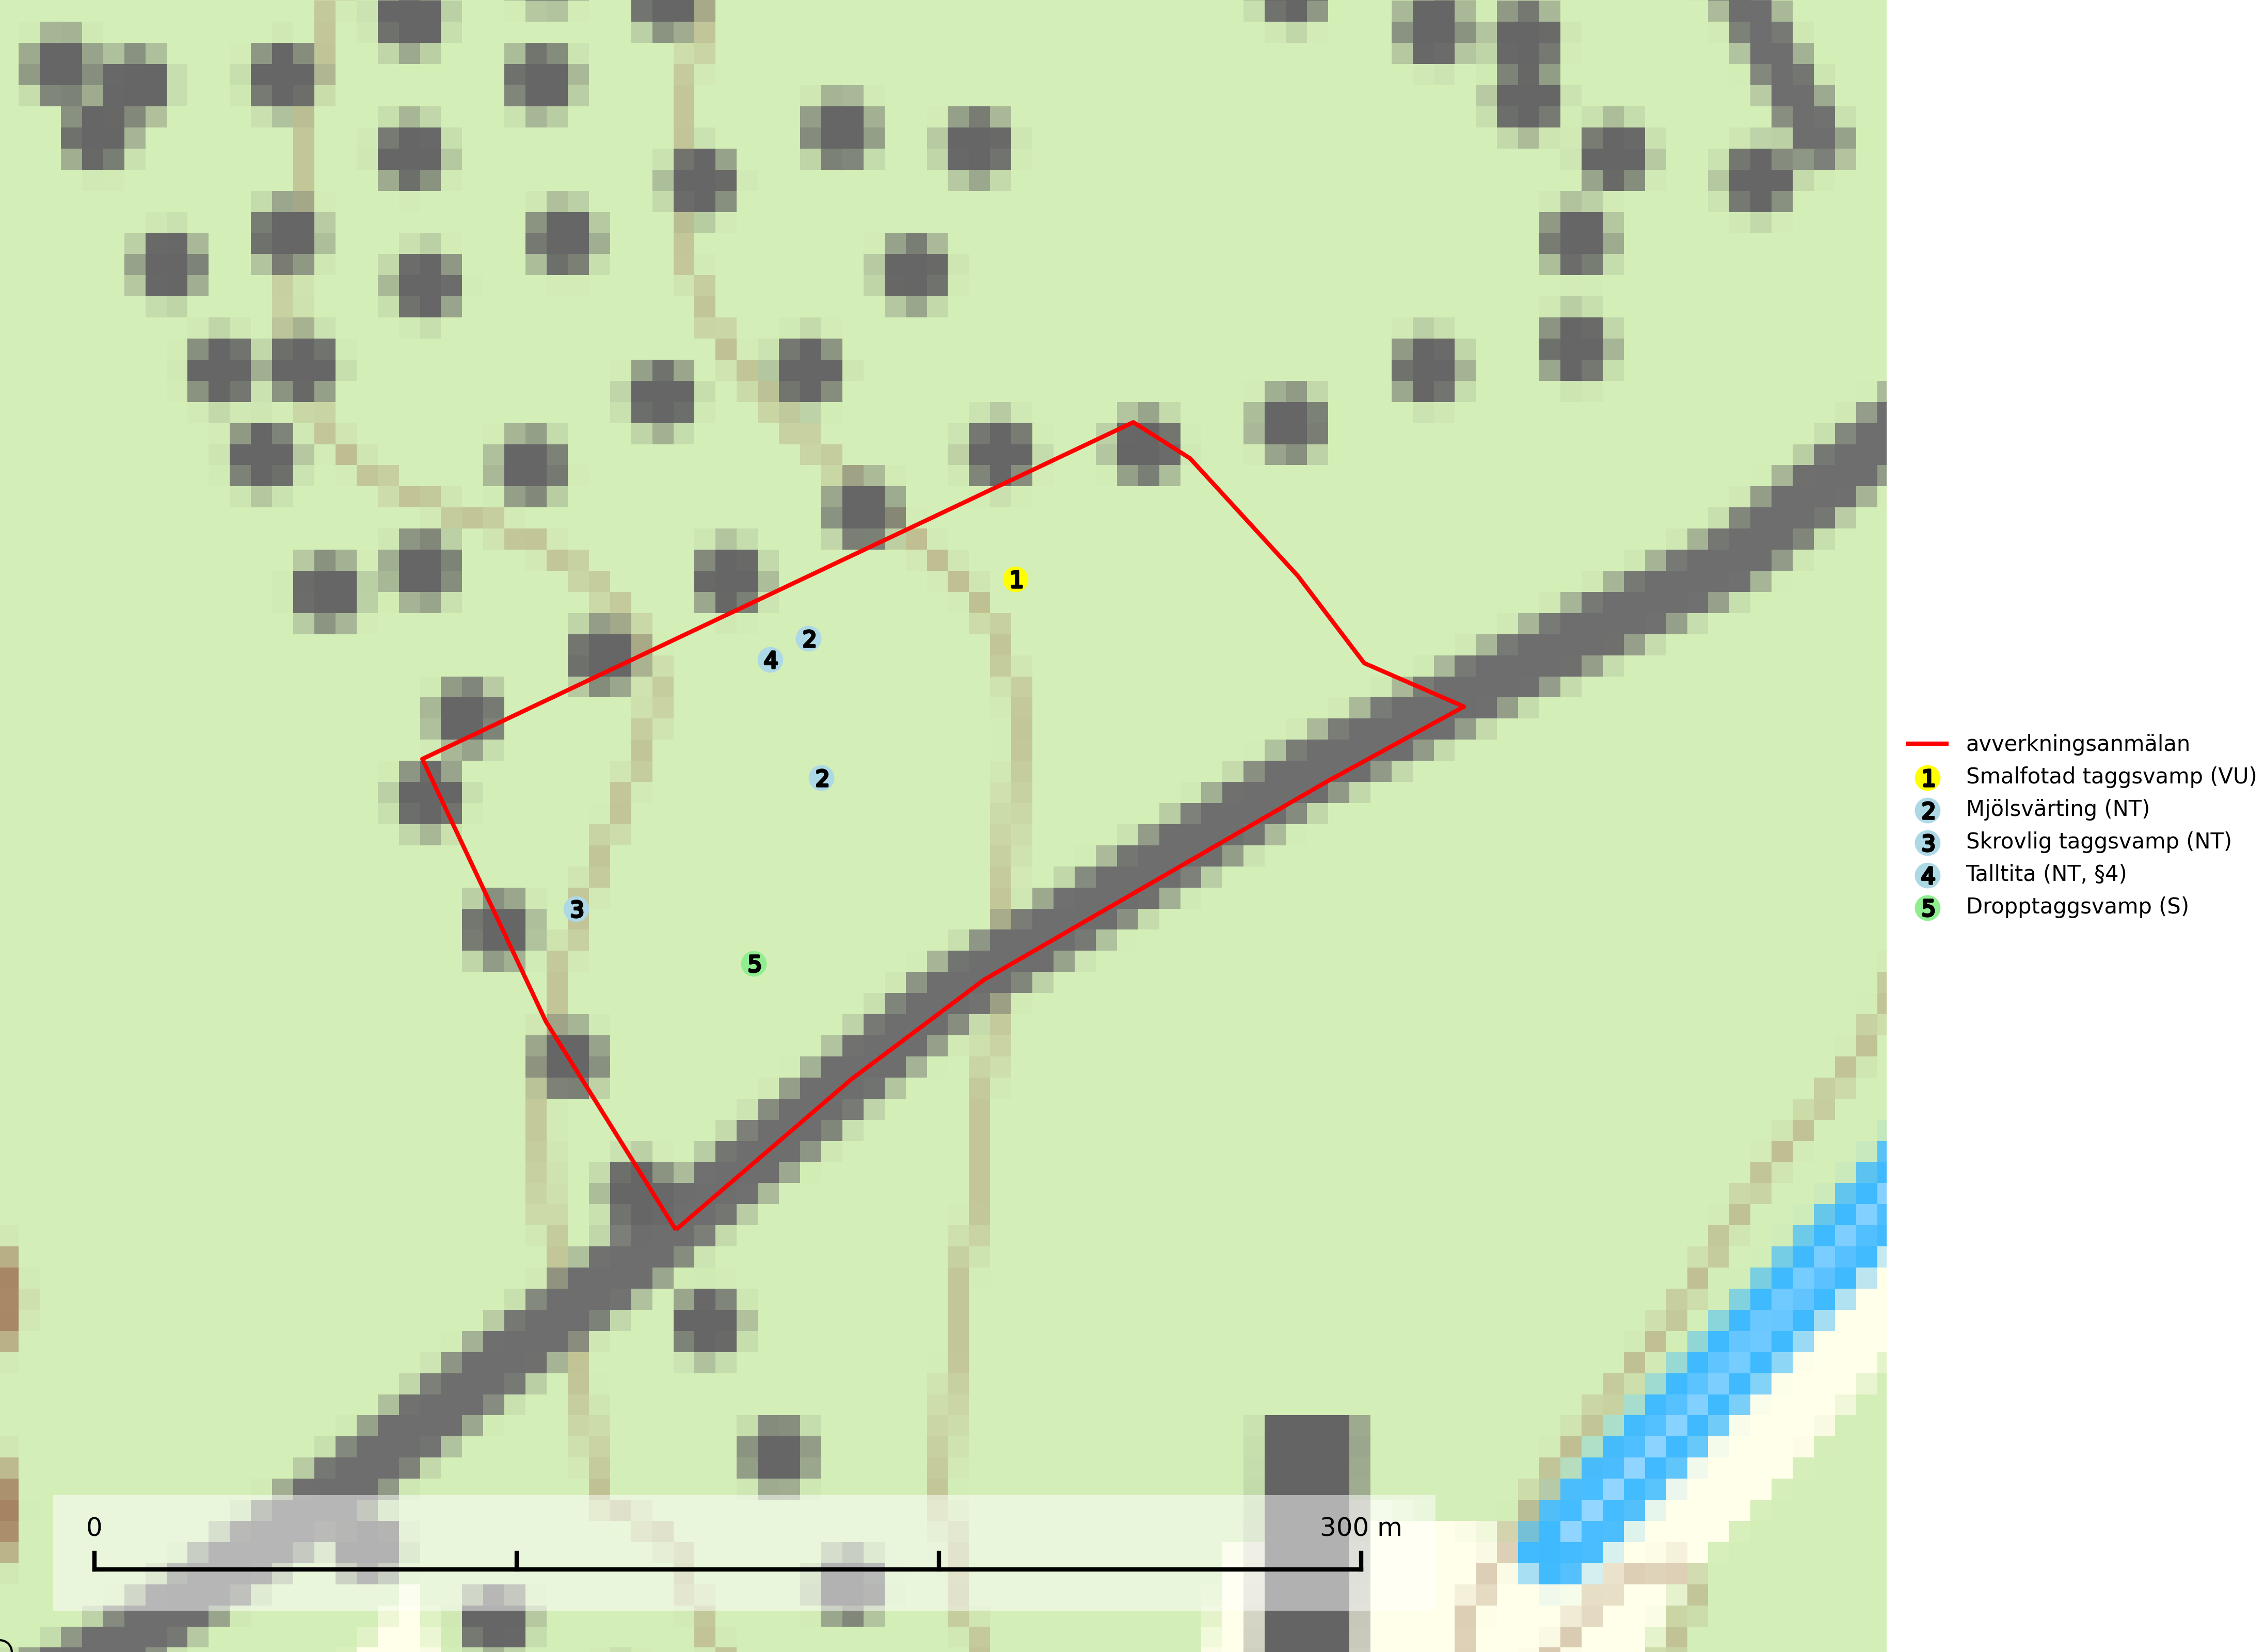 1
2
4
2
3
5
0
300 m
avverkningsanmälan
1 Smalfotad taggsvamp (VU)
2 Mjölsvärting (NT)
3 Skrovlig taggsvamp (NT)
4 Talltita (NT, §4)
5 Dropptaggsvamp (S)